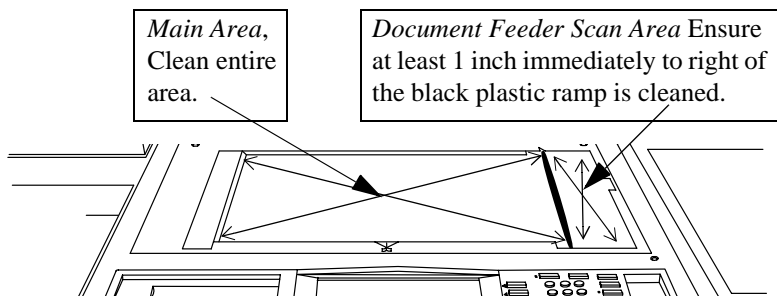 Main Area,
Clean entire
area.
Document Feeder Scan Area Ensure
at least 1 inch immediately to right of
the black plastic ramp is cleaned.